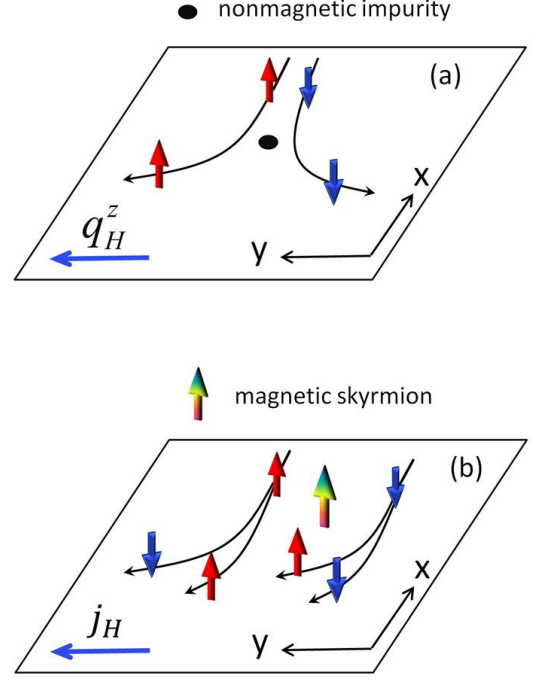 nonmagnetic impurity
(a)
x
q_H^z
y
magnetic skyrmion
(b)
x
j_H
y